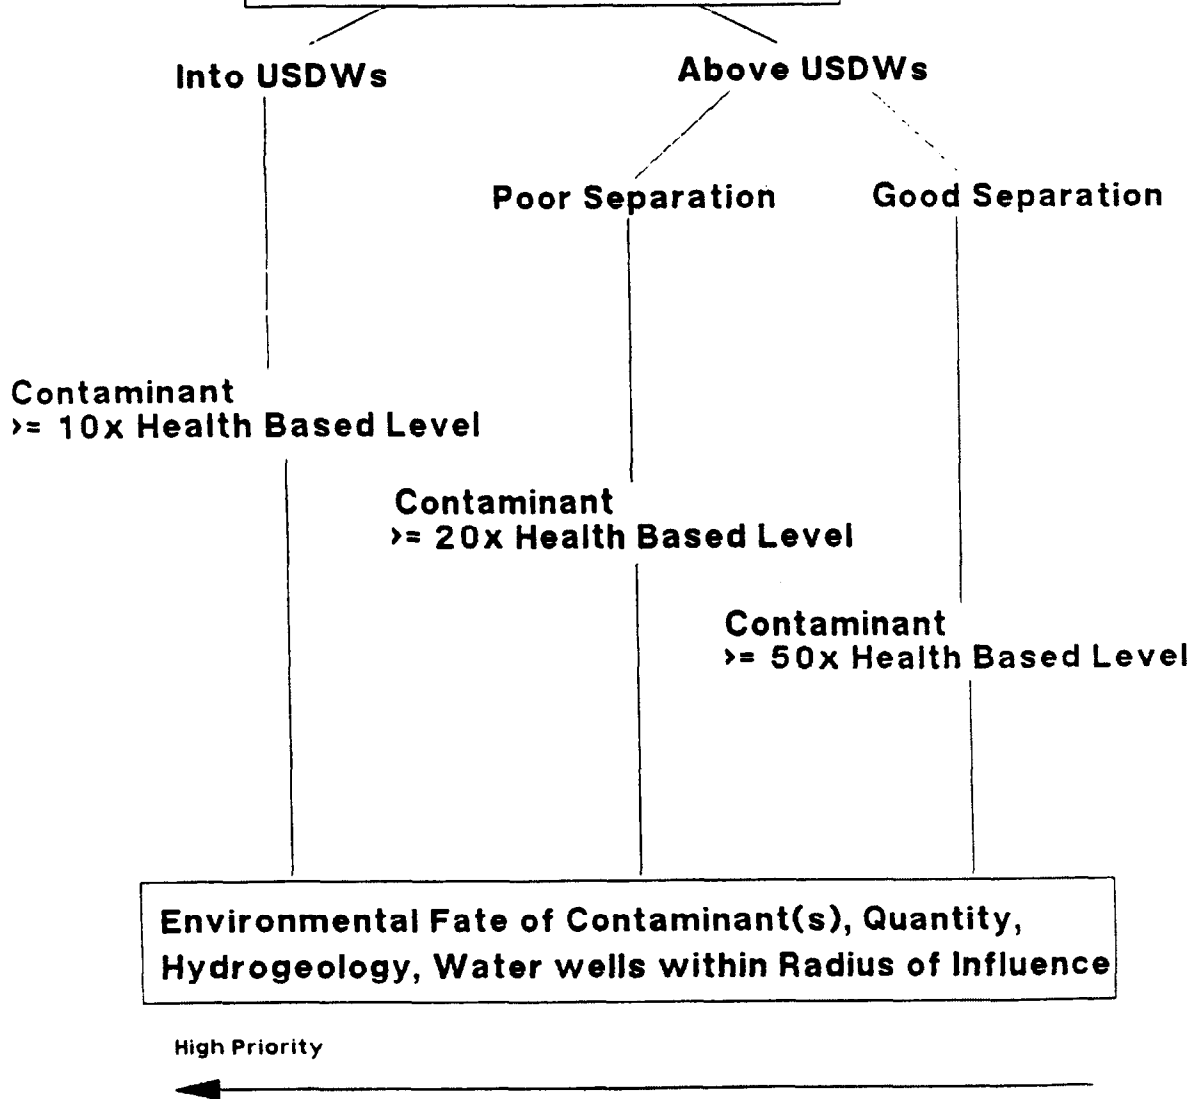 Into USDWs
Above USDWs
Poor Separation
Good Separation
Contaminant
>= 10x Health Based Level
Contaminant
>= 20x Health Based Level
Contaminant
>= 50x Health Based Level
Environmental Fate of Contaminant(s), Quantity,
Hydrogeology, Water wells within Radius of Influence
High Priority